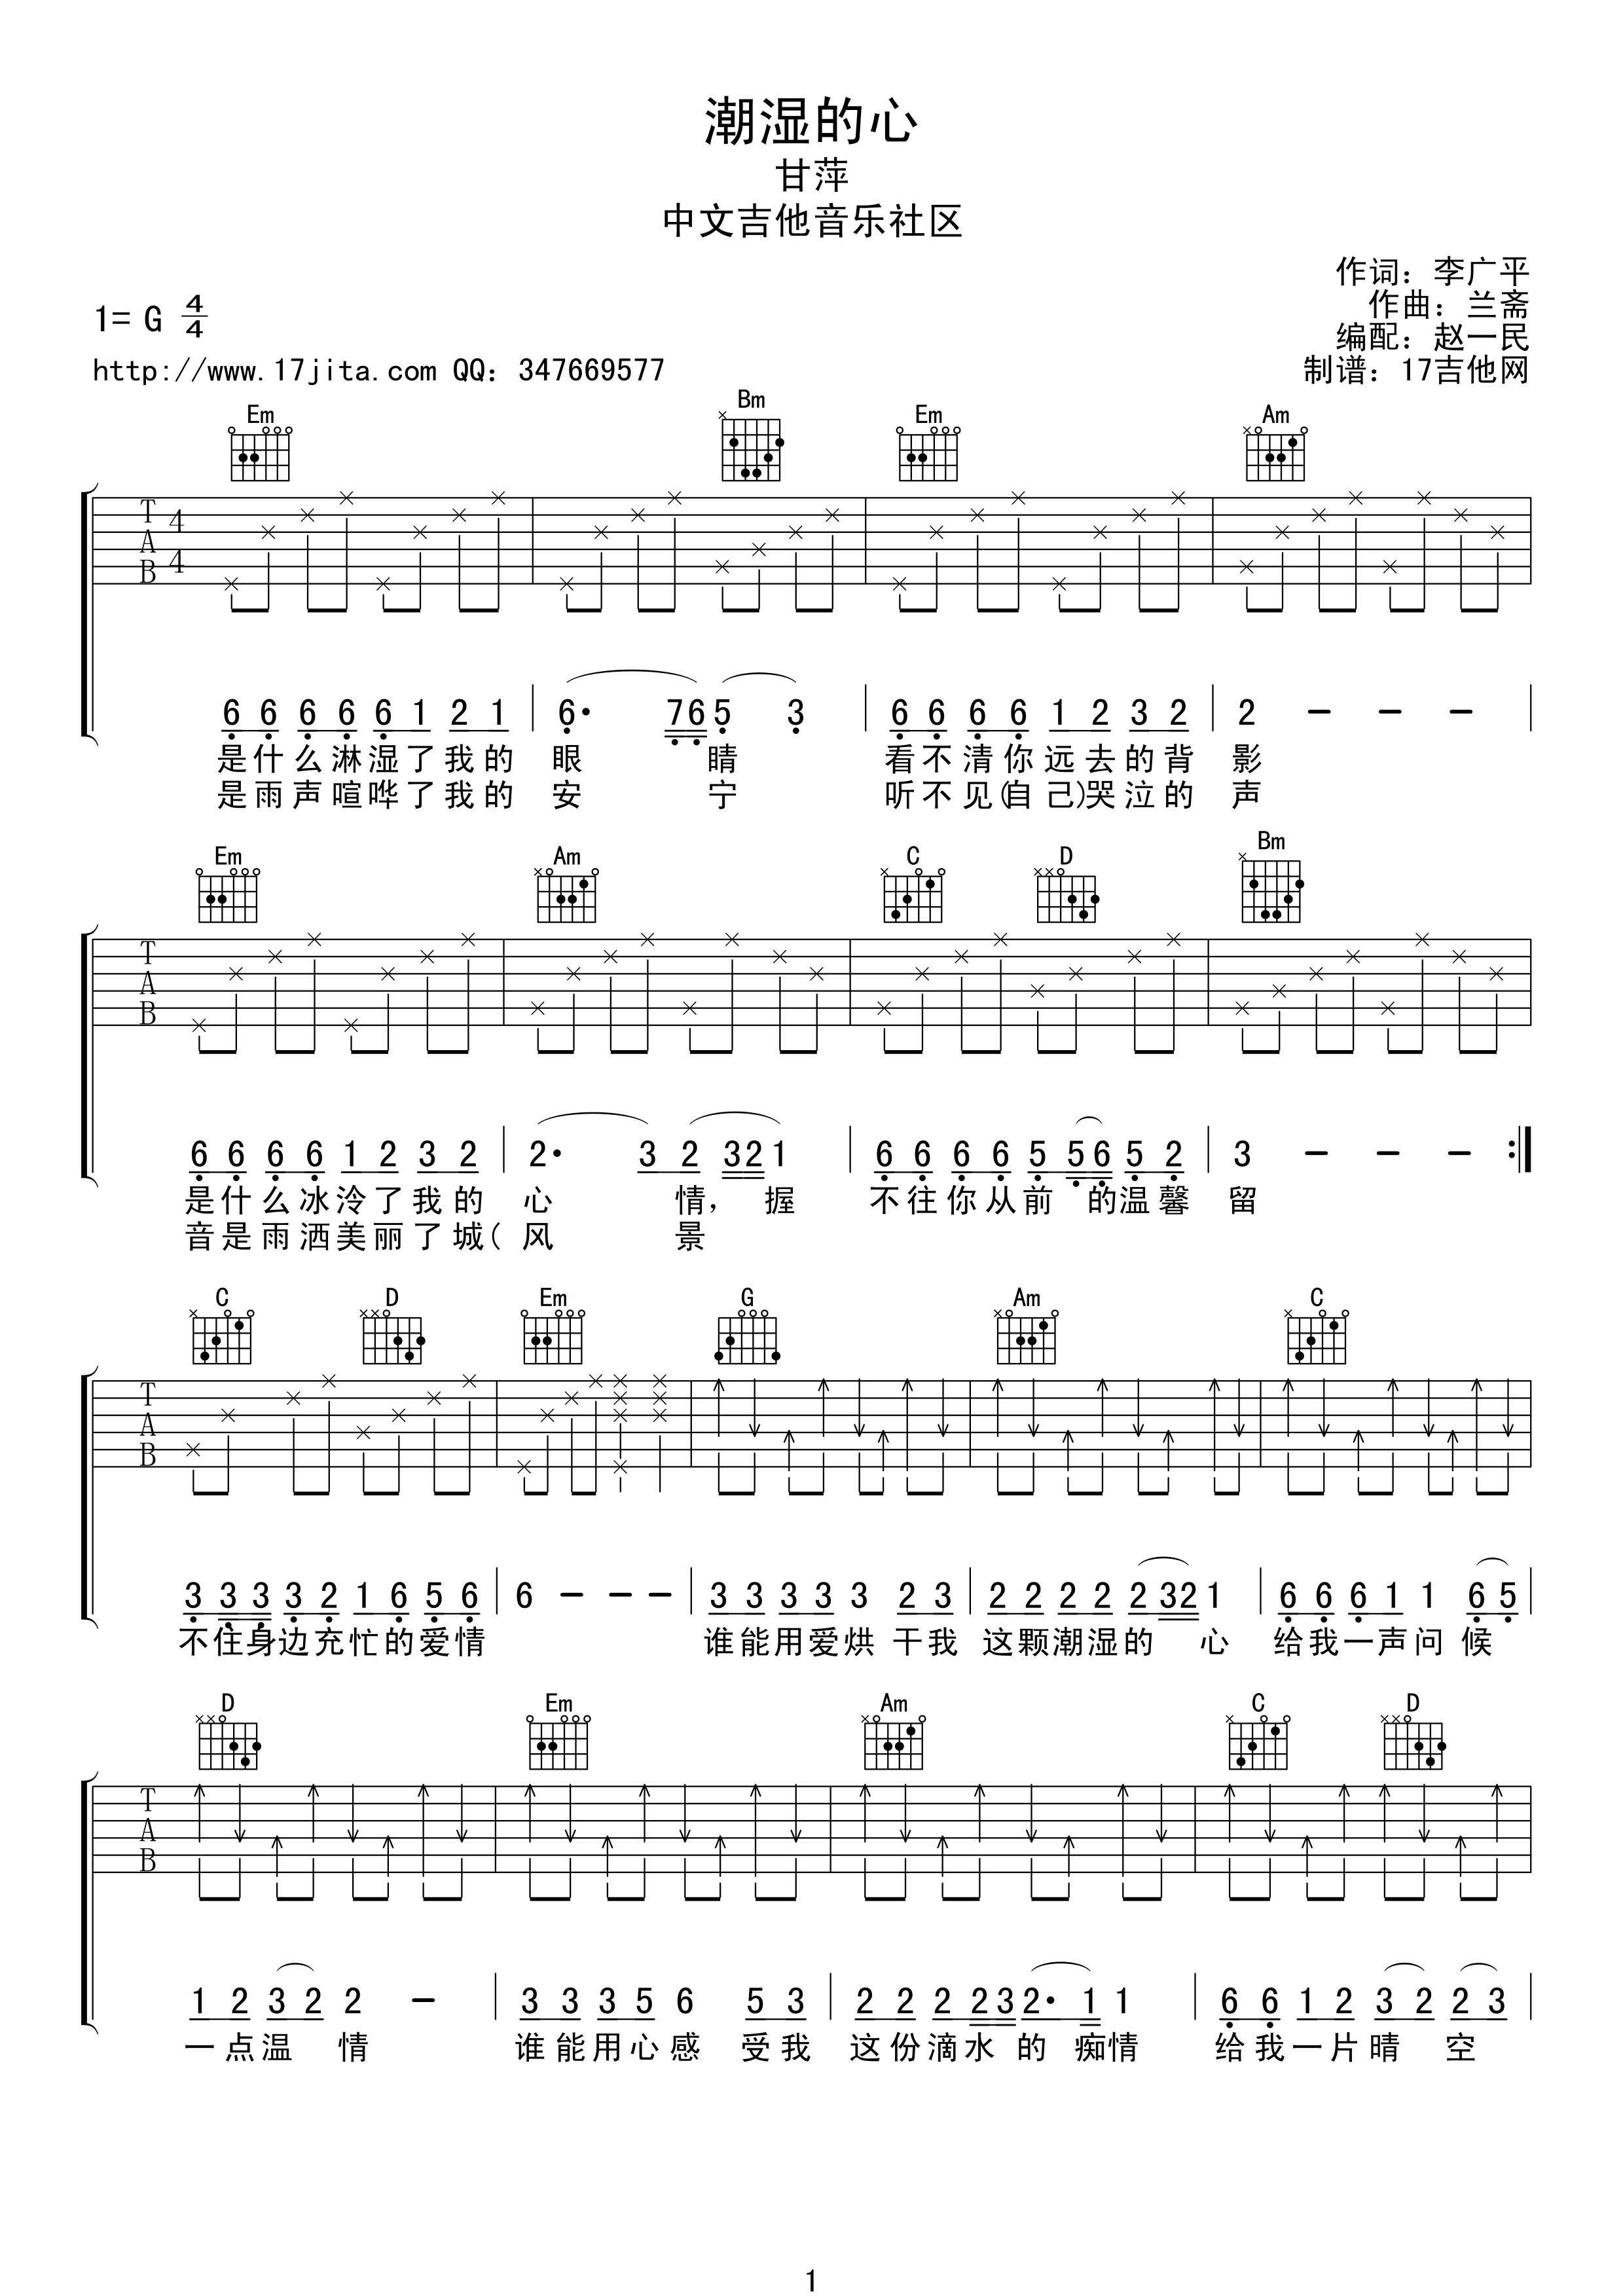 潮湿的心
甘萍
中文吉他音乐社区
作词：李广平
作曲：兰斋
1= G 4/4
编配：赵一民
http://www.17jita.com QQ：347669577
制谱：17吉他网
Em Bm Em Am
T A B 4 4
6 6 6 6 6 1 2 1 | 6· 7 6 5 3 | 6 6 6 6 1 2 3 2 | 2 - - - |
是什么淋湿了我的 眼 睛 看不清你远去的背 影
是雨声喧哗了我的 安 宁 听不见(自己)哭泣的 声
Em Am C D Bm
T A B
6 6 6 6 1 2 3 2 | 2· 3 2 3 2 1 | 6 6 6 6 5 5 6 5 2 | 3 - - - :|
是什么冰泠了我的 心 情， 握 不往你从前 的温馨 留
音是雨洒美丽了城( 风 景
C D Em G Am C
T A B
3 3 3 3 2 1 6 5 6 | 6 - - - | 3 3 3 3 3 2 3 | 2 2 2 2 2 3 2 1 | 6 6 6 1 1 6 5 |
不住身边充忙的爱情 谁能用爱烘 干我 这颗潮湿的 心 给我一声问 候
D Em Am C D
T A B
1 2 3 2 2 - | 3 3 3 5 6 5 3 | 2 2 2 2 3 2· 1 1 | 6 6 1 2 3 2 2 3 |
一点温 情 谁能用心感 受我 这份滴水 的 痴情 给我一片晴 空
1